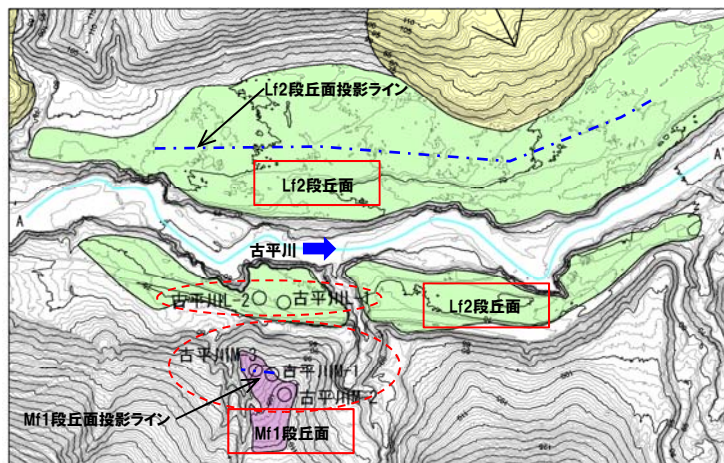 Lf2段丘面投影ライン
Lf2段丘面
A'
A
古平川
古平川L-2
古平川L-1
Lf2段丘面
古平川M-3
古平川M-1
古平川M-2
Mf1段丘面投影ライン
Mf1段丘面